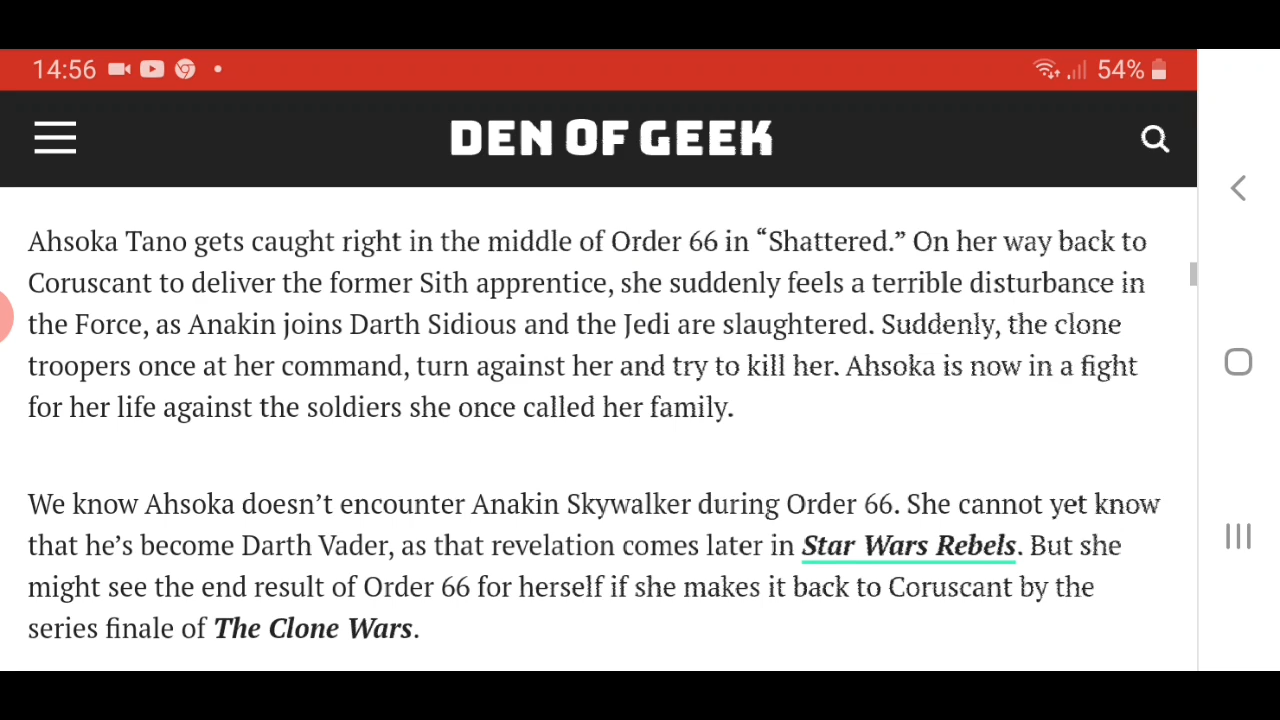 14:56
54%
DEN OF GEEK
Ahsoka Tano gets caught right in the middle of Order 66 in “Shattered.” On her way back to
Coruscant to deliver the former Sith apprentice, she suddenly feels a terrible disturbance in
the Force, as Anakin joins Darth Sidious and the Jedi are slaughtered. Suddenly, the clone
troopers once at her command, turn against her and try to kill her. Ahsoka is now in a fight
for her life against the soldiers she once called her family.
We know Ahsoka doesn’t encounter Anakin Skywalker during Order 66. She cannot yet know
that he’s become Darth Vader, as that revelation comes later in Star Wars Rebels. But she
might see the end result of Order 66 for herself if she makes it back to Coruscant by the
series finale of The Clone Wars.